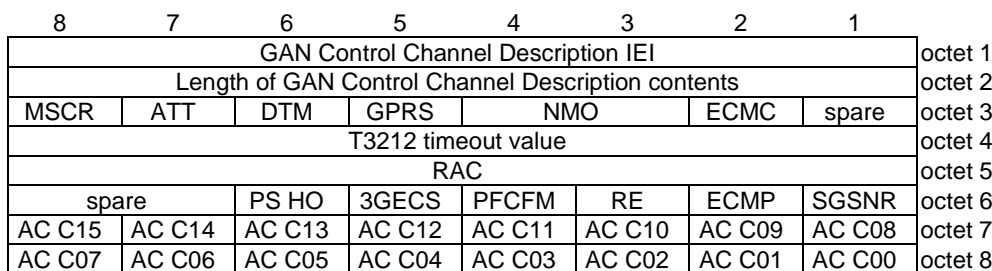 8 7 6 5 4 3 2 1
GAN Control Channel Description IEI octet 1
Length of GAN Control Channel Description contents octet 2
MSCR ATT DTM GPRS NMO ECMC spare octet 3
T3212 timeout value octet 4
RAC octet 5
spare PS HO 3GECS PFCFM RE ECMP SGSNR octet 6
AC C15 AC C14 AC C13 AC C12 AC C11 AC C10 AC C09 AC C08 octet 7
AC C07 AC C06 AC C05 AC C04 AC C03 AC C02 AC C01 AC C00 octet 8